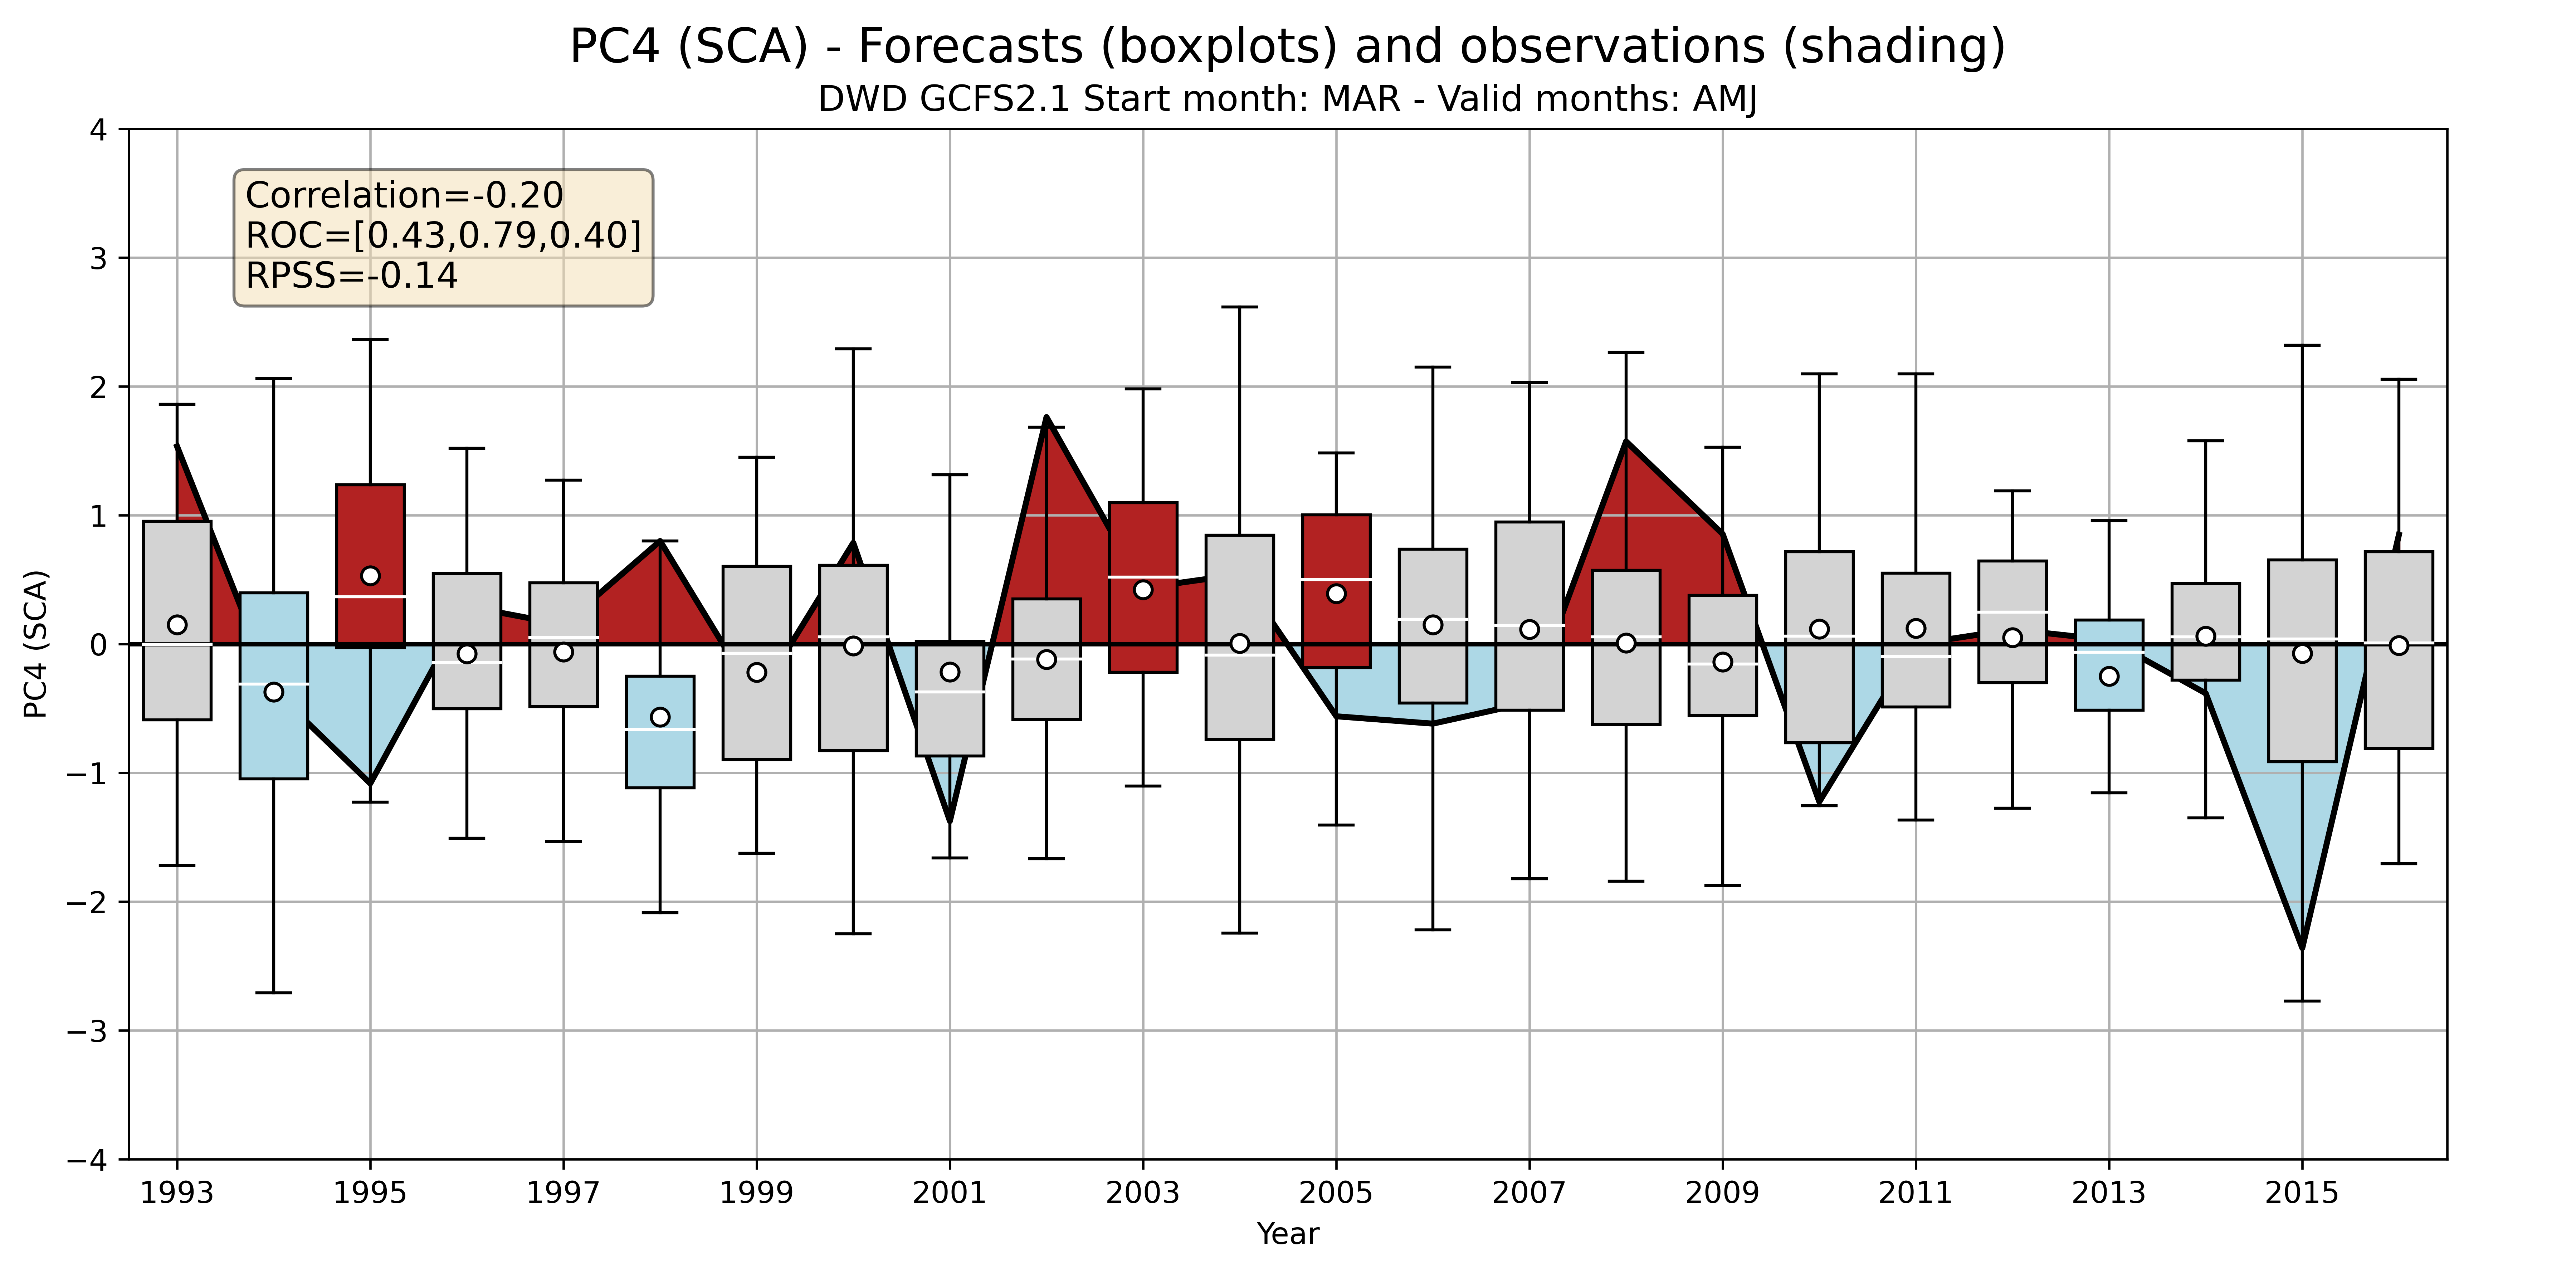 PC4 (SCA) - Forecasts (boxplots) and observations (shading)
DWD GCFS2.1 Start month: MAR - Valid months: AMJ
Correlation=-0.20
ROC=[0.43,0.79,0.40]
RPSS=-0.14
PC4 (SCA)
4
3
2
1
0
−1
−2
−3
−4
1993 1995 1997 1999 2001 2003 2005 2007 2009 2011 2013 2015
Year